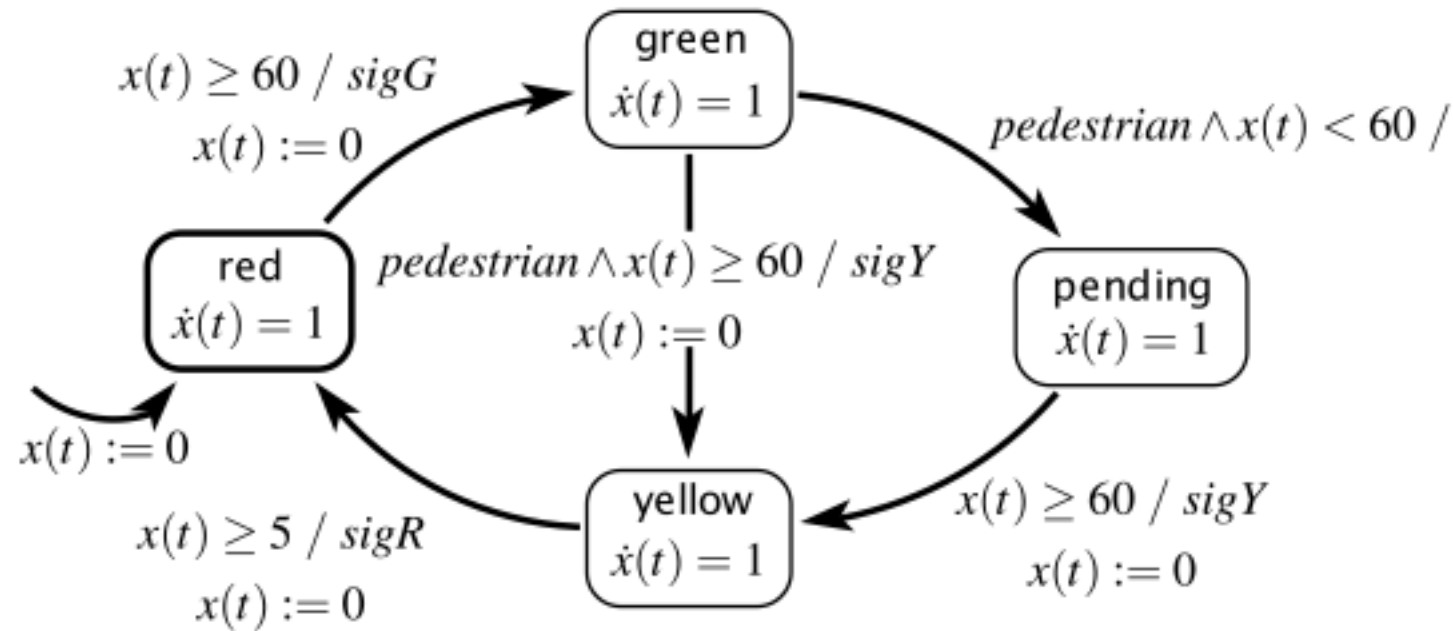 green
ẋ(t) = 1
x(t) ≥ 60 / sigG
x(t) := 0
pedestrian ∧ x(t) < 60 /
red
ẋ(t) = 1
pedestrian ∧ x(t) ≥ 60 / sigY
x(t) := 0
pending
ẋ(t) = 1
x(t) := 0
yellow
ẋ(t) = 1
x(t) ≥ 5 / sigR
x(t) := 0
x(t) ≥ 60 / sigY
x(t) := 0